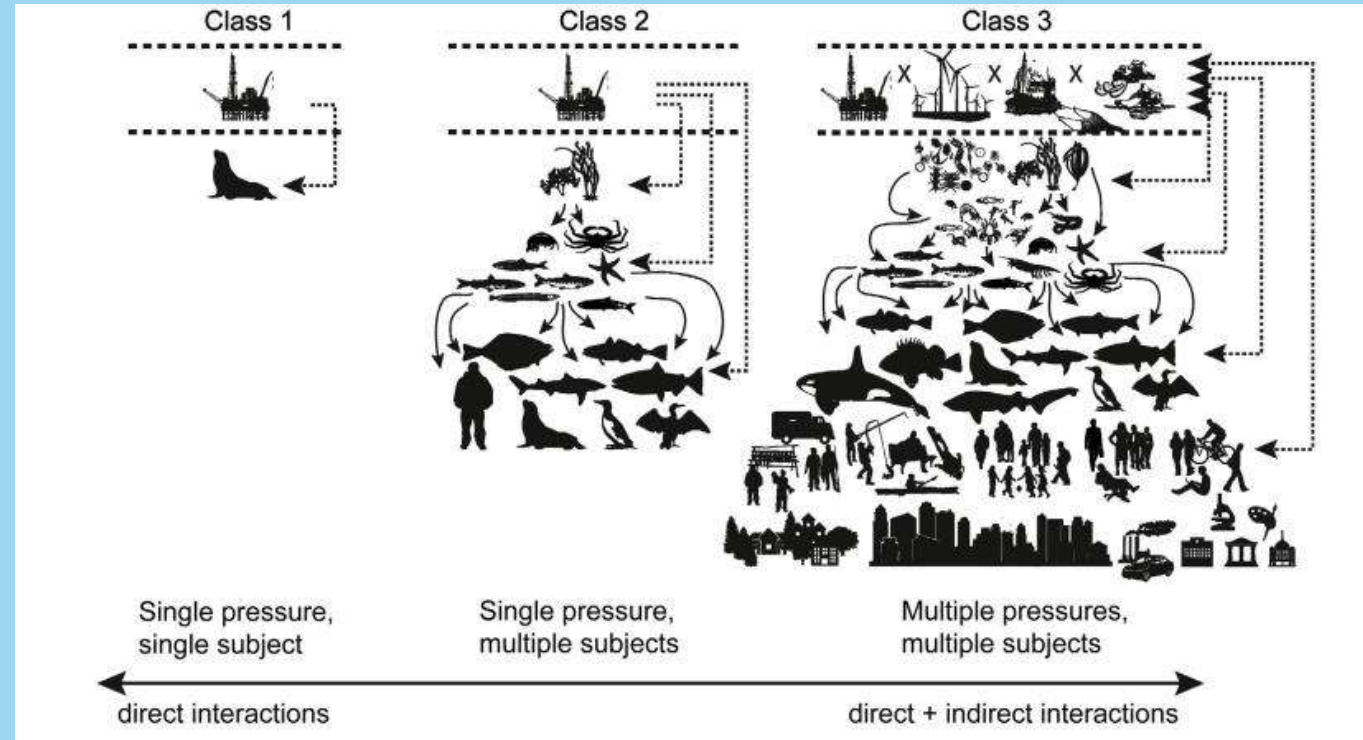 Class 1
Class 2
Class 3
X
X
X
Single pressure,
single subject
Single pressure,
multiple subjects
Multiple pressures,
multiple subjects
direct interactions
direct + indirect interactions